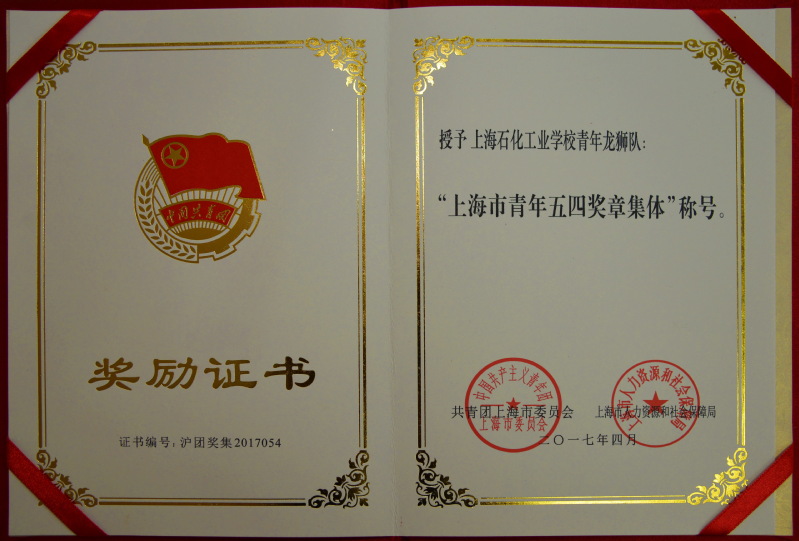 中国共青团
奖励证书
证书编号：沪团奖集2017054
授予 上海石化工业学校青年龙狮队：
“上海市青年五四奖章集体”称号。
中国共产主义青年团
上海市委员会
上海市人力资源和社会保障局
共青团上海市委员会 上海市人力资源和社会保障局
二〇一七年四月